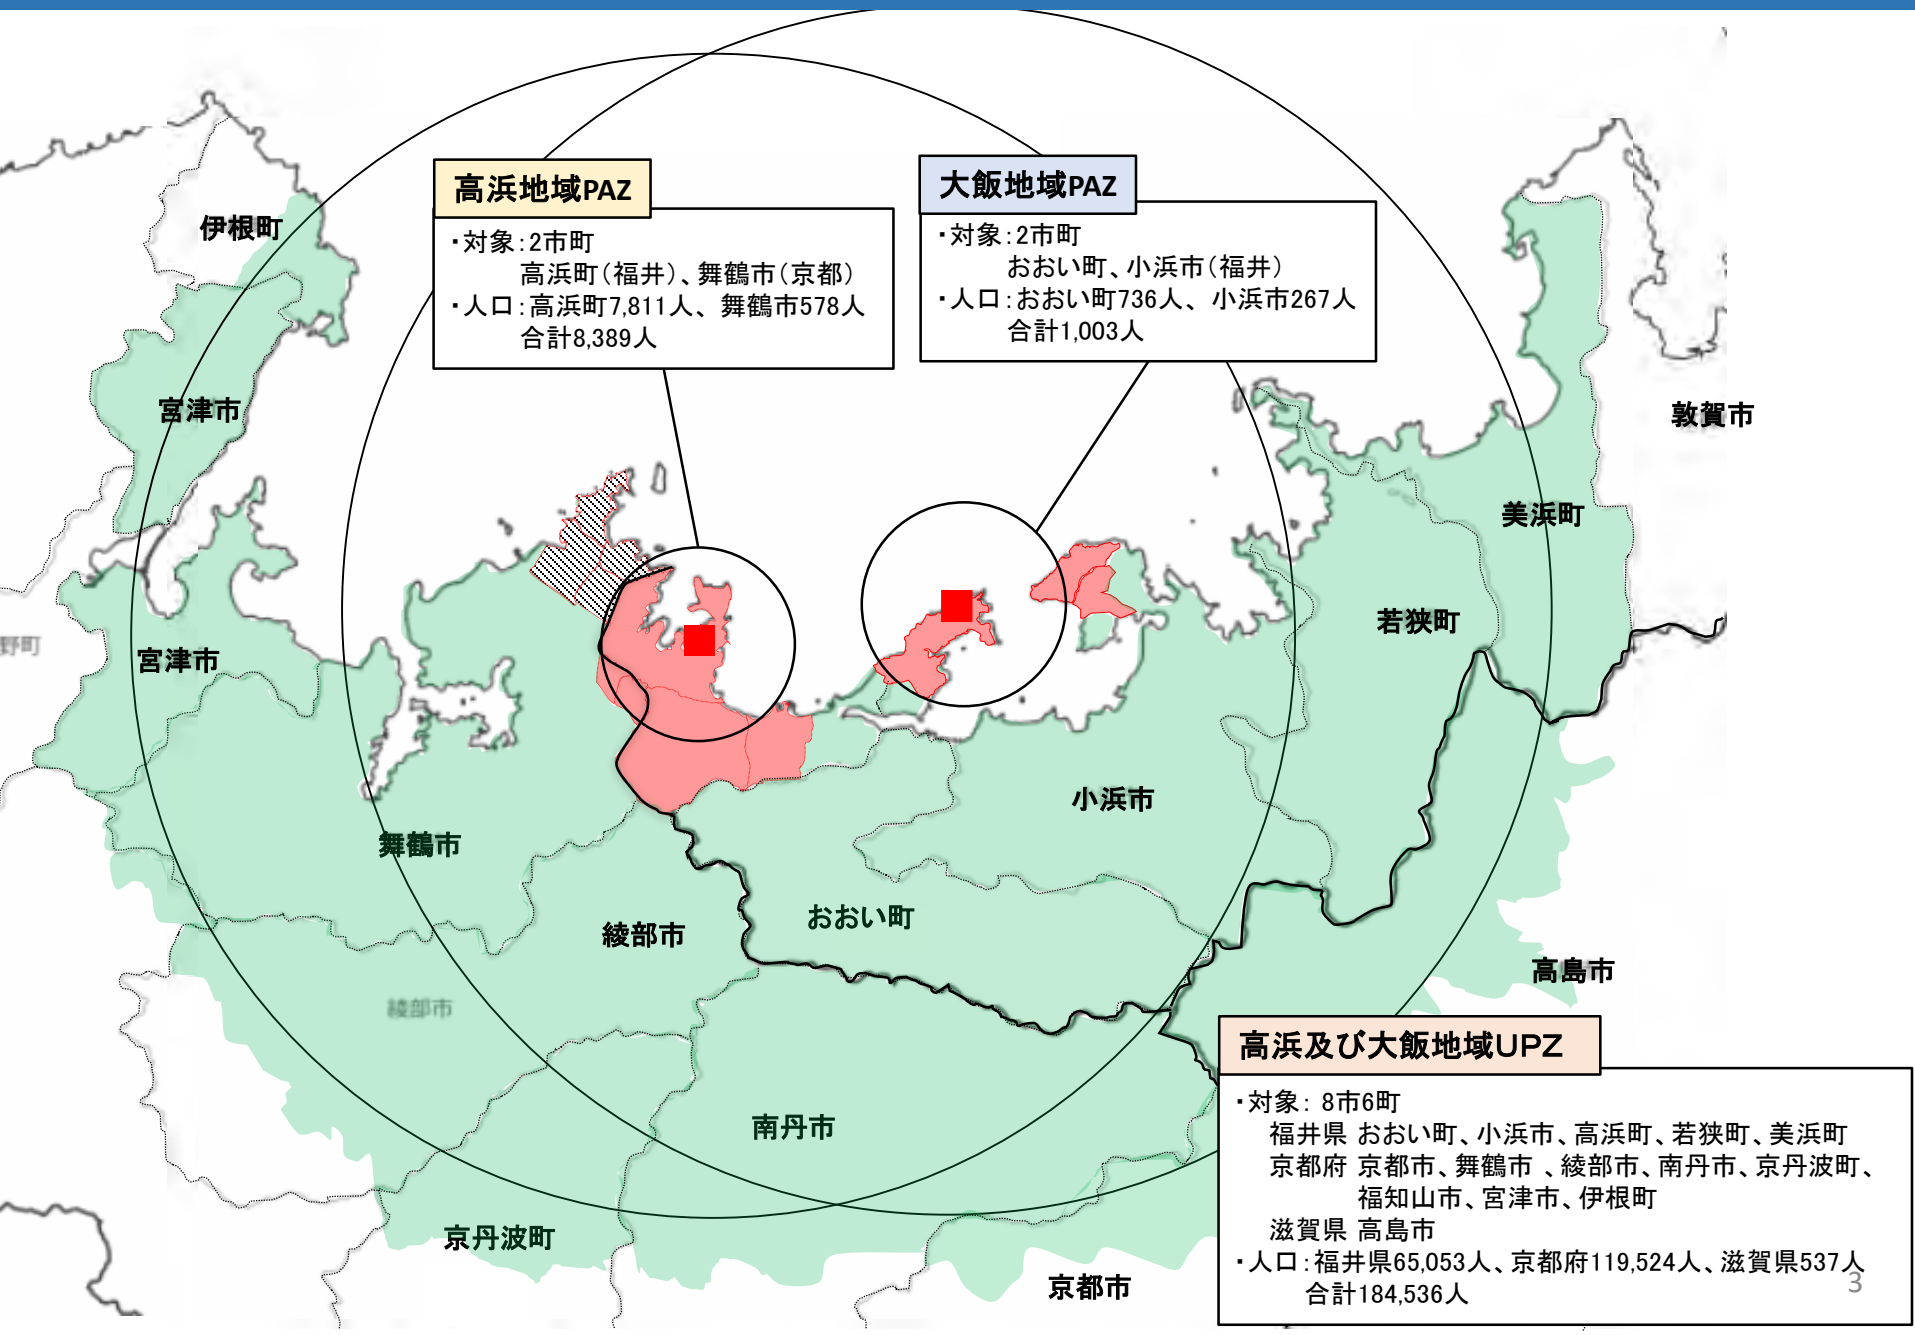 高浜地域PAZ
・対象：2市町
高浜町（福井）、舞鶴市（京都）
・人口：高浜町7,811人、舞鶴市578人
合計8,389人
大飯地域PAZ
・対象：2市町
おおい町、小浜市（福井）
・人口：おおい町736人、小浜市267人
合計1,003人
伊根町
宮津市
敦賀市
美浜町
若狭町
野町
宮津市
小浜市
舞鶴市
おおい町
綾部市
高島市
綾部市
南丹市
京丹波町
京都市
高浜及び大飯地域ＵＰＺ
・対象： 8市6町
福井県 おおい町、小浜市、高浜町、若狭町、美浜町
京都府 京都市、舞鶴市 、綾部市、南丹市、京丹波町、
福知山市、宮津市、伊根町
滋賀県 高島市
・人口：福井県65,053人、京都府119,524人、滋賀県537人
合計184,536人
3